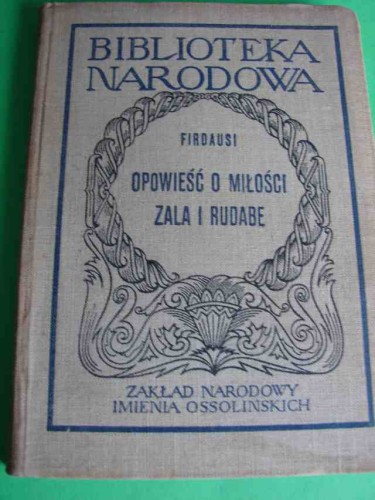 BIBLIOTEKA
NARODOWA
FIRDAUSI
OPOWIEŚĆ O MIŁOŚCI
ZALA I RUDABE
ZAKŁAD NARODOWY
IMIENIA OSSOLIŃSKICH